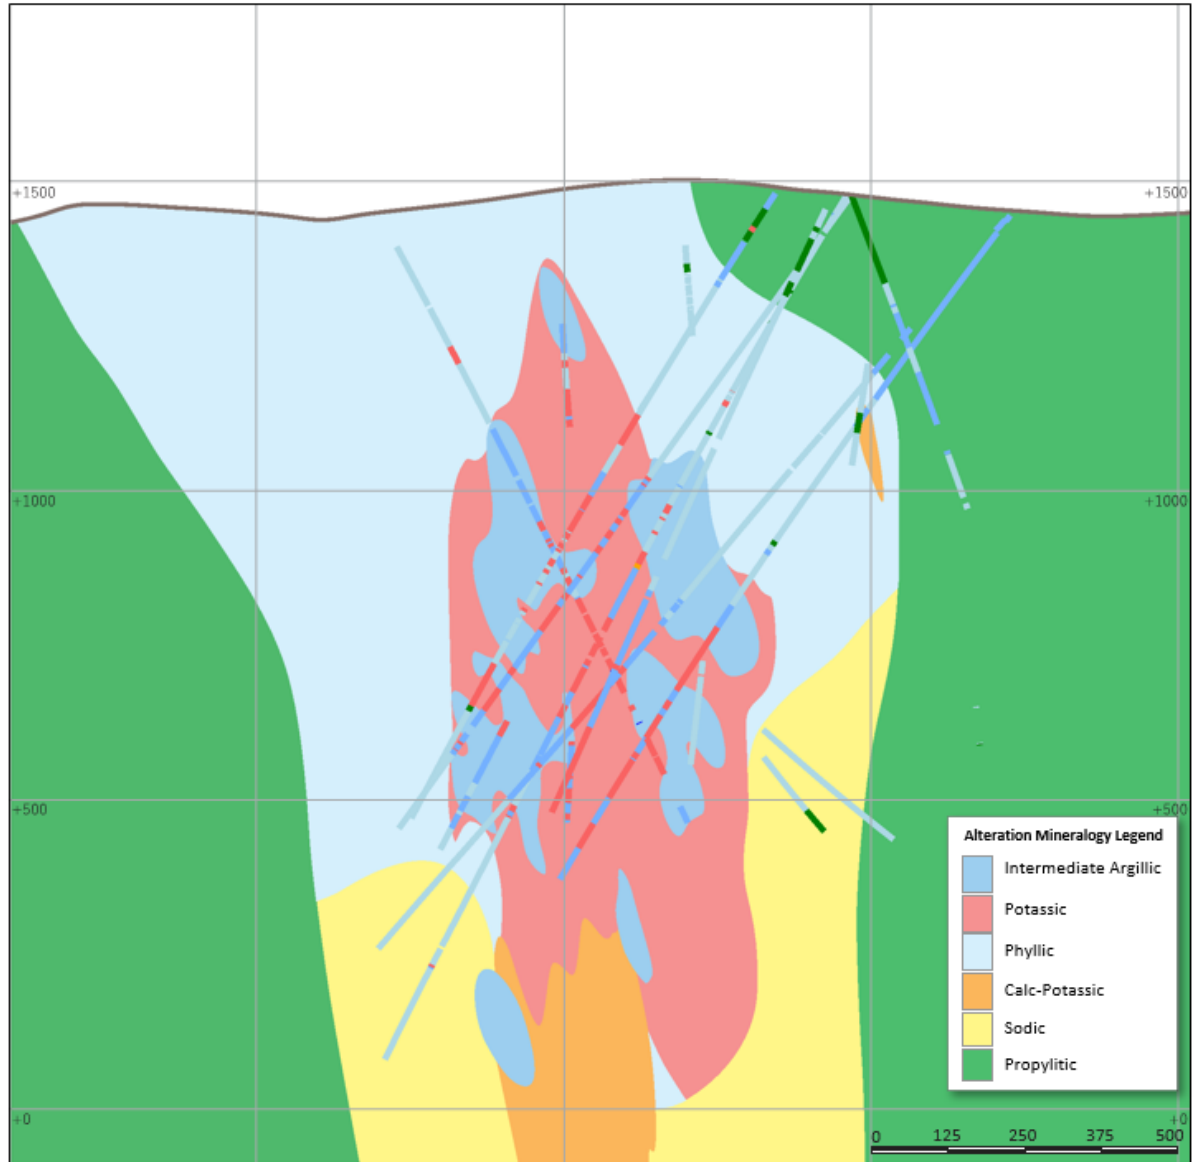 +1500
+1500
+1000
+1000
+500
+500
Alteration Mineralogy Legend
Intermediate Argillic
Potassic
Phyllic
Calc-Potassic
Sodic
Propylitic
+0
+0
0 125 250 375 500